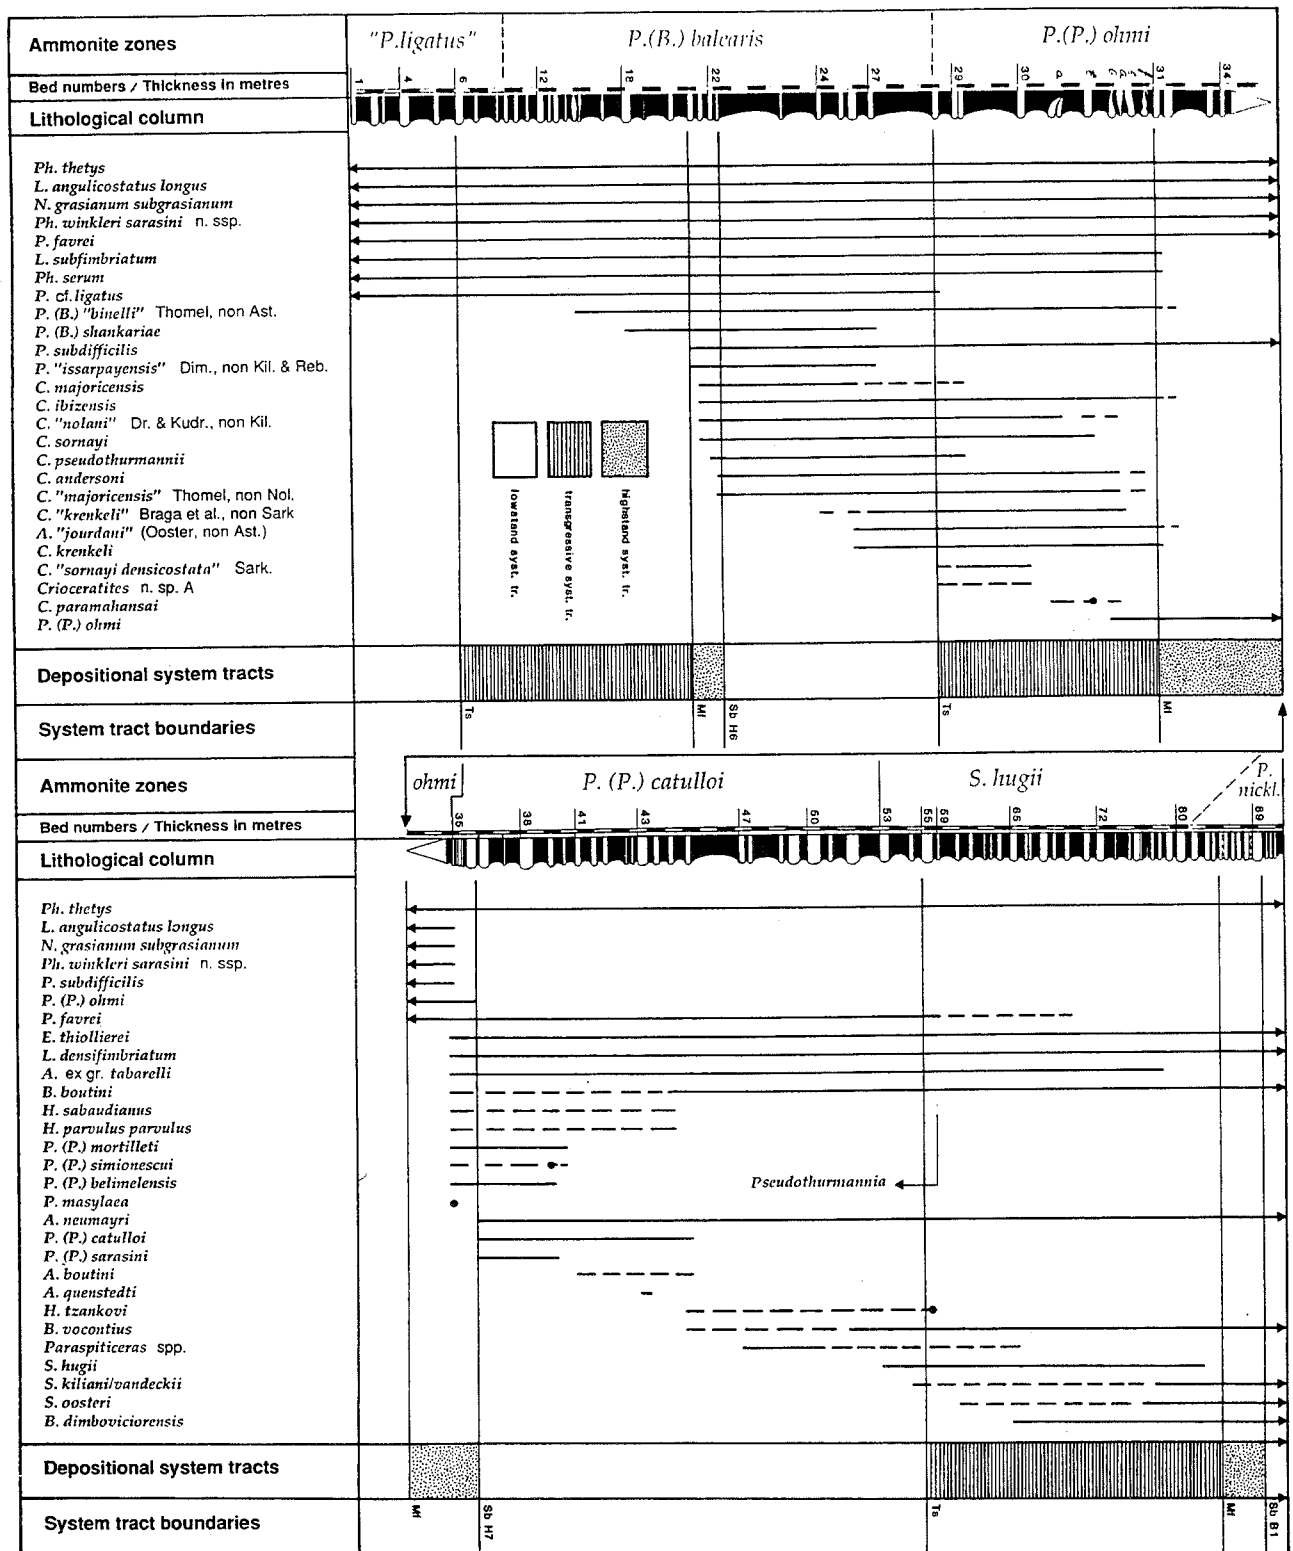 Ammonite zones "P.ligatus" P.(B.) balearis P.(P.) ohmi
Bed numbers / Thickness in metres 1 4 6 12 18 22 24 27 29 30 31 34
Lithological column
Ph. thetys
L. angulicostatus longus
N. grasianum subgrasianum
Ph. winkleri sarasini n. ssp.
P. favrei
L. subfimbriatum
Ph. serum
P. cf. ligatus
P. (B.) "binelli" Thomel, non Ast.
P. (B.) shankariae
P. subdifficilis
P. "issarpayensis" Dim., non Kil. & Reb.
C. majoricensis
C. ibizensis
C. "nolani" Dr. & Kudr., non Kil.
C. sornayi
C. pseudothurmannii
C. andersoni
C. "majoricensis" Thomel, non Nol.
C. "krenkeli" Braga et al., non Sark
A. "jourdani" (Ooster, non Ast.)
C. krenkeli
C. "sornayi densicostata" Sark.
Crioceratites n. sp. A
C. paramahansai
P. (P.) ohmi
lowatand syst. tr.
transgressive syst. tr.
highstand syst. tr.
Depositional system tracts
System tract boundaries Ts Mf Sb H6 Ts Mf
Ammonite zones ohmi P. (P.) catulloi S. hugii P. nickl.
Bed numbers / Thickness in metres 35 38 41 43 47 50 53 55 59 65 72 80 89
Lithological column
Ph. thetys
L. angulicostatus longus
N. grasianum subgrasianum
Ph. winkleri sarasini n. ssp.
P. subdifficilis
P. (P.) ohmi
P. favrei
E. thiollierei
L. densifimbriatum
A. ex gr. tabarelli
B. boutini
H. sabaudianus
H. parvulus parvulus
P. (P.) mortilleti
P. (P.) simionescui
P. (P.) belimelensis
Pseudothurmannia
P. masylaea
A. neumayri
P. (P.) catulloi
P. (P.) sarasini
A. boutini
A. quenstedti
H. tzankovi
B. vocontius
Paraspiticeras spp.
S. hugii
S. kiliani/vandeckii
S. oosteri
B. dimboviciorensis
Depositional system tracts
System tract boundaries Mf Sb H7 Ts Mf Sb B1